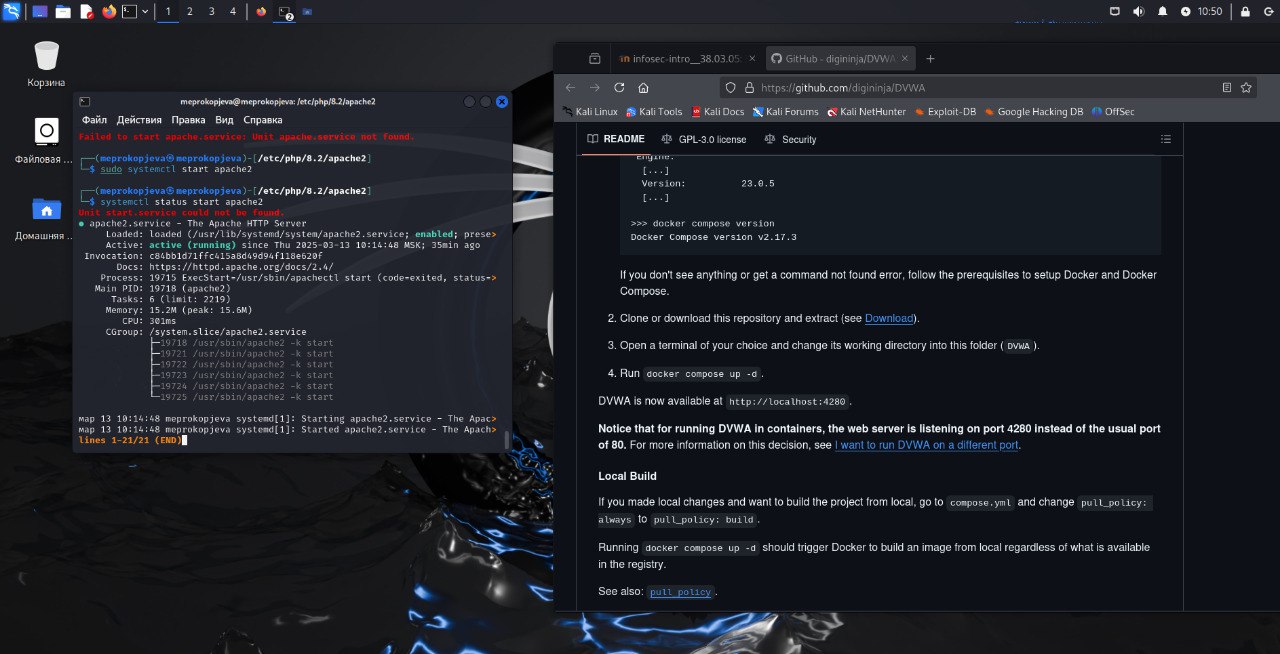 1 2 3 4
2
10:50
Корзина
Файловая ...
Домашняя ...
meprokopjeva@meprokopjeva: /etc/php/8.2/apache2
Файл Действия Правка Вид Справка
Failed to start apache.service: Unit apache.service not found.
┌──(meprokopjeva㉿meprokopjeva)-[/etc/php/8.2/apache2]
└─$ sudo systemctl start apache2
┌──(meprokopjeva㉿meprokopjeva)-[/etc/php/8.2/apache2]
└─$ systemctl status start apache2
Unit start.service could not be found.
● apache2.service - The Apache HTTP Server
Loaded: loaded (/usr/lib/systemd/system/apache2.service; enabled; prese>
Active: active (running) since Thu 2025-03-13 10:14:48 MSK; 35min ago
Invocation: c84bb1d71ffc415a8d49d94f118e620f
Docs: https://httpd.apache.org/docs/2.4/
Process: 19715 ExecStart=/usr/sbin/apachectl start (code=exited, status=>
Main PID: 19718 (apache2)
Tasks: 6 (limit: 2219)
Memory: 15.2M (peak: 15.6M)
CPU: 301ms
CGroup: /system.slice/apache2.service
├─19718 /usr/sbin/apache2 -k start
├─19721 /usr/sbin/apache2 -k start
├─19722 /usr/sbin/apache2 -k start
├─19723 /usr/sbin/apache2 -k start
├─19724 /usr/sbin/apache2 -k start
└─19725 /usr/sbin/apache2 -k start
мар 13 10:14:48 meprokopjeva systemd[1]: Starting apache2.service - The Apac>
мар 13 10:14:48 meprokopjeva systemd[1]: Started apache2.service - The Apach>
lines 1-21/21 (END)
infosec-intro__38.03.05
GitHub - digininja/DVWA
https://github.com/digininja/DVWA
Kali Linux Kali Tools Kali Docs Kali Forums Kali NetHunter Exploit-DB Google Hacking DB OffSec
README GPL-3.0 license Security
Engine:
[...]
Version: 23.0.5
[...]
>>> docker compose version
Docker Compose version v2.17.3
If you don't see anything or get a command not found error, follow the prerequisites to setup Docker and Docker
Compose.
2. Clone or download this repository and extract (see Download).
3. Open a terminal of your choice and change its working directory into this folder ( DVWA ).
4. Run docker compose up -d .
DVWA is now available at http://localhost:4280 .
Notice that for running DVWA in containers, the web server is listening on port 4280 instead of the usual port
of 80. For more information on this decision, see I want to run DVWA on a different port.
Local Build
If you made local changes and want to build the project from local, go to compose.yml and change pull_policy:
always to pull_policy: build .
Running docker compose up -d should trigger Docker to build an image from local regardless of what is available
in the registry.
See also: pull_policy .